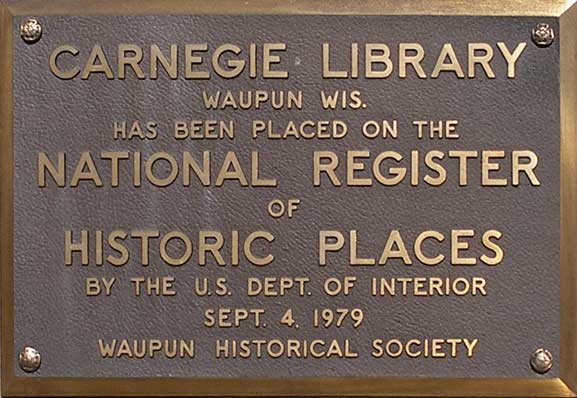 CARNEGIE LIBRARY
WAUPUN WIS.
HAS BEEN PLACED ON THE
NATIONAL REGISTER
OF
HISTORIC PLACES
BY THE U.S. DEPT. OF INTERIOR
SEPT. 4, 1979
WAUPUN HISTORICAL SOCIETY